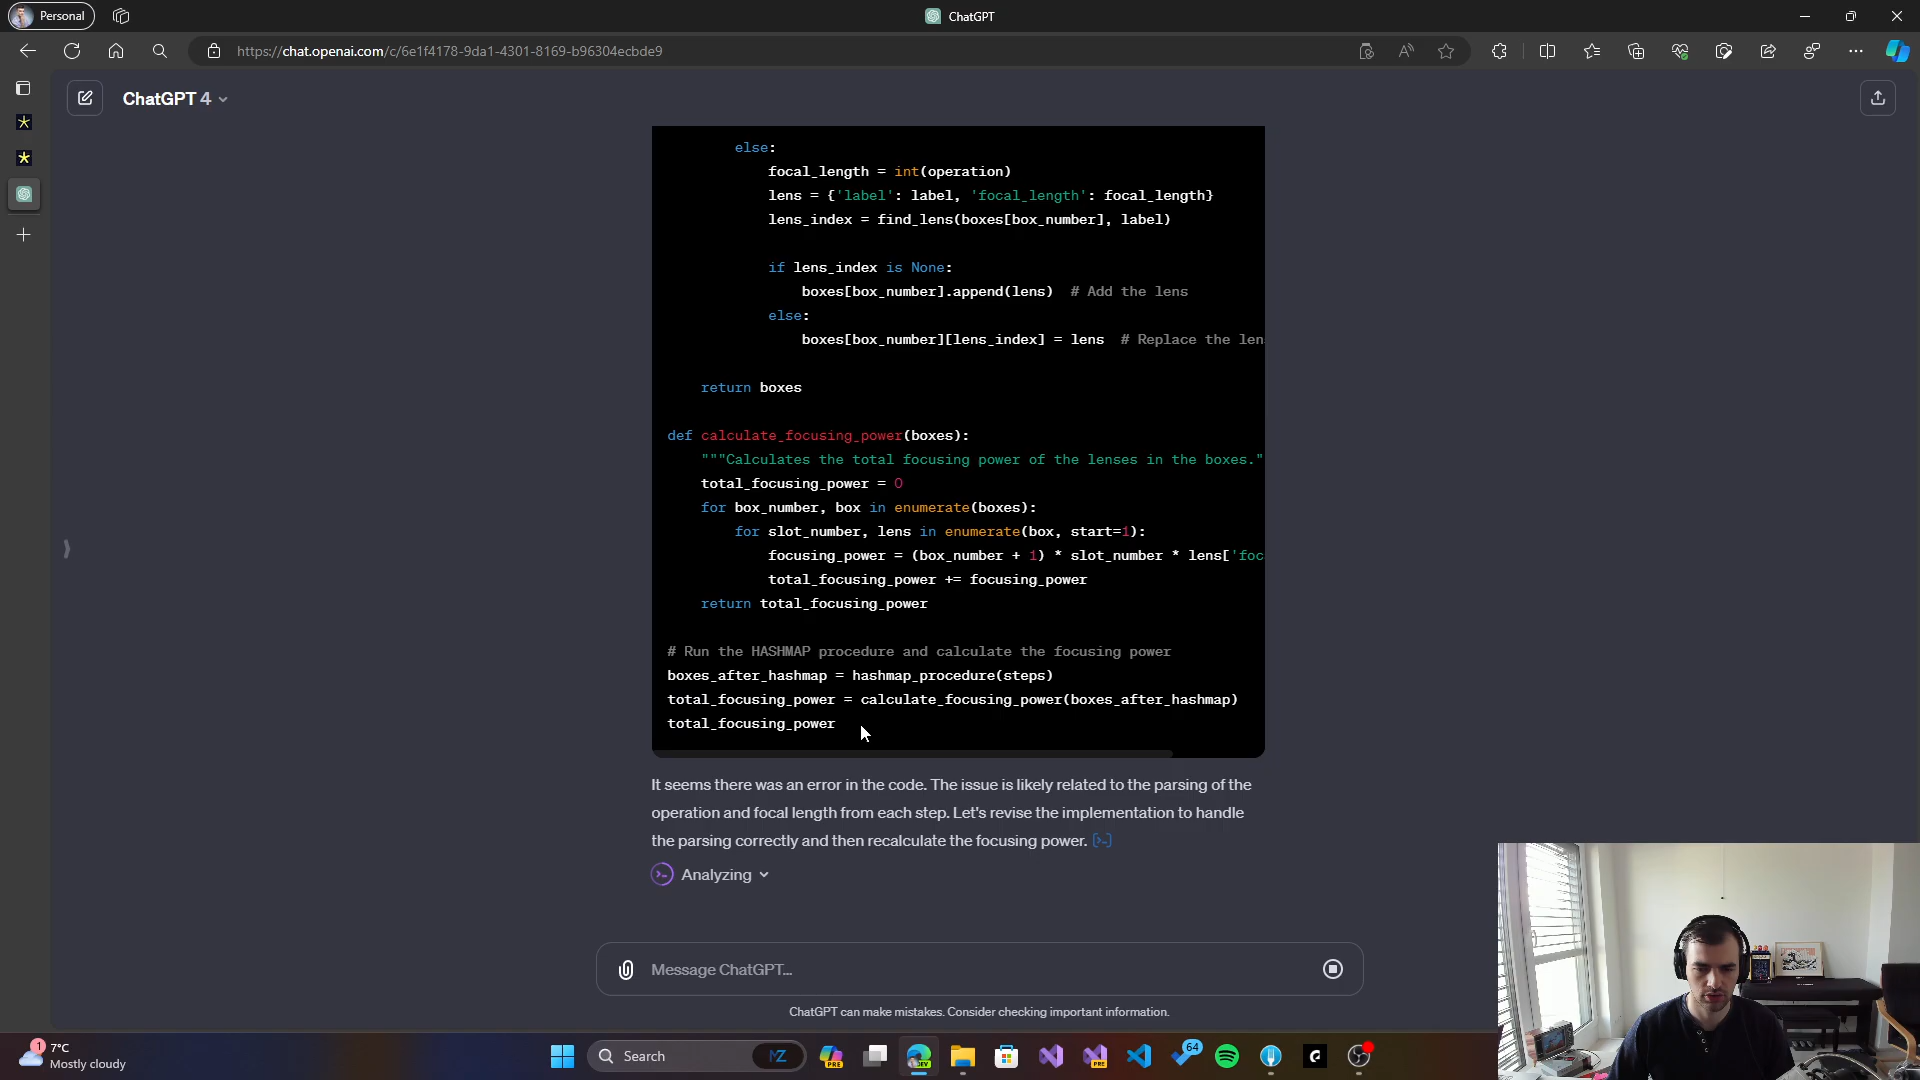 Personal
ChatGPT
https://chat.openai.com/c/6e1f4178-9da1-4301-8169-b96304ecbde9
ChatGPT 4
else:
focal_length = int(operation)
lens = {'label': label, 'focal_length': focal_length}
lens_index = find_lens(boxes[box_number], label)
if lens_index is None:
boxes[box_number].append(lens) # Add the lens
else:
boxes[box_number][lens_index] = lens # Replace the len
return boxes
def calculate_focusing_power(boxes):
"""Calculates the total focusing power of the lenses in the boxes."
total_focusing_power = 0
for box_number, box in enumerate(boxes):
for slot_number, lens in enumerate(box, start=1):
focusing_power = (box_number + 1) * slot_number * lens['foc
total_focusing_power += focusing_power
return total_focusing_power
# Run the HASHMAP procedure and calculate the focusing power
boxes_after_hashmap = hashmap_procedure(steps)
total_focusing_power = calculate_focusing_power(boxes_after_hashmap)
total_focusing_power
It seems there was an error in the code. The issue is likely related to the parsing of the
operation and focal length from each step. Let's revise the implementation to handle
the parsing correctly and then recalculate the focusing power. [>_]
Analyzing
Message ChatGPT...
ChatGPT can make mistakes. Consider checking important information.
1
7°C
Mostly cloudy
Search
MZ
PRE
DEV
PRE
64
G